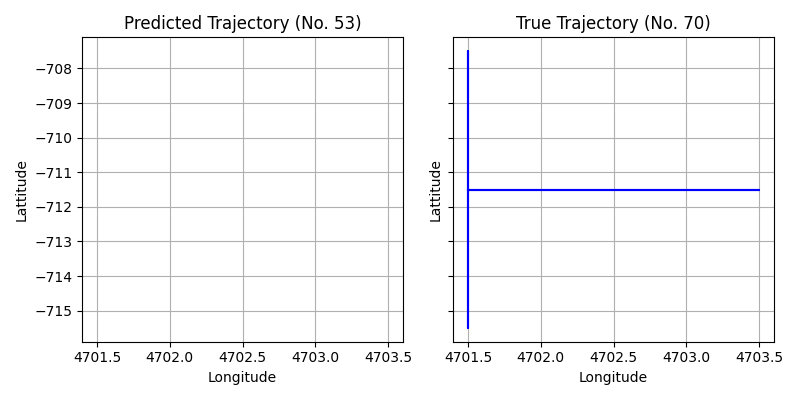 Predicted Trajectory (No. 53)
True Trajectory (No. 70)
Lattitude
−708
−709
−710
−711
−712
−713
−714
−715
4701.5 4702.0 4702.5 4703.0 4703.5
Longitude
Lattitude
4701.5 4702.0 4702.5 4703.0 4703.5
Longitude